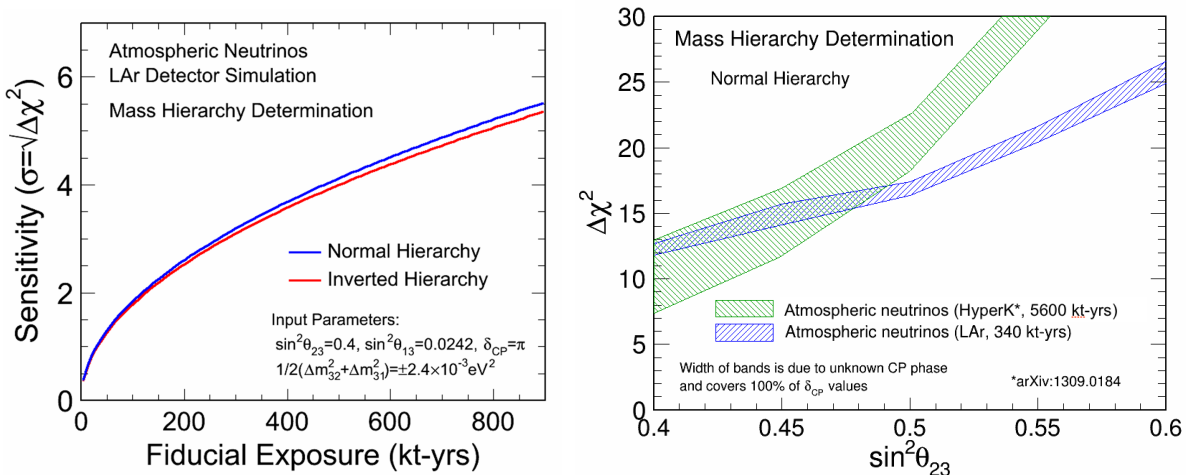 Sensitivity (σ=√Δχ²)
6
4
2
0
Atmospheric Neutrinos
LAr Detector Simulation
Mass Hierarchy Determination
Normal Hierarchy
Inverted Hierarchy
Input Parameters:
sin²θ₂₃=0.4, sin²θ₁₃=0.0242, δ_CP=π
1/2(Δm²₃₂+Δm²₃₁)=±2.4×10⁻³eV²
0 200 400 600 800
Fiducial Exposure (kt-yrs)
Δχ²
30
25
20
15
10
5
0
Mass Hierarchy Determination
Normal Hierarchy
Atmospheric neutrinos (HyperK*, 5600 kt-yrs)
Atmospheric neutrinos (LAr, 340 kt-yrs)
Width of bands is due to unknown CP phase
and covers 100% of δ_CP values
*arXiv:1309.0184
0.4 0.45 0.5 0.55 0.6
sin²θ₂₃